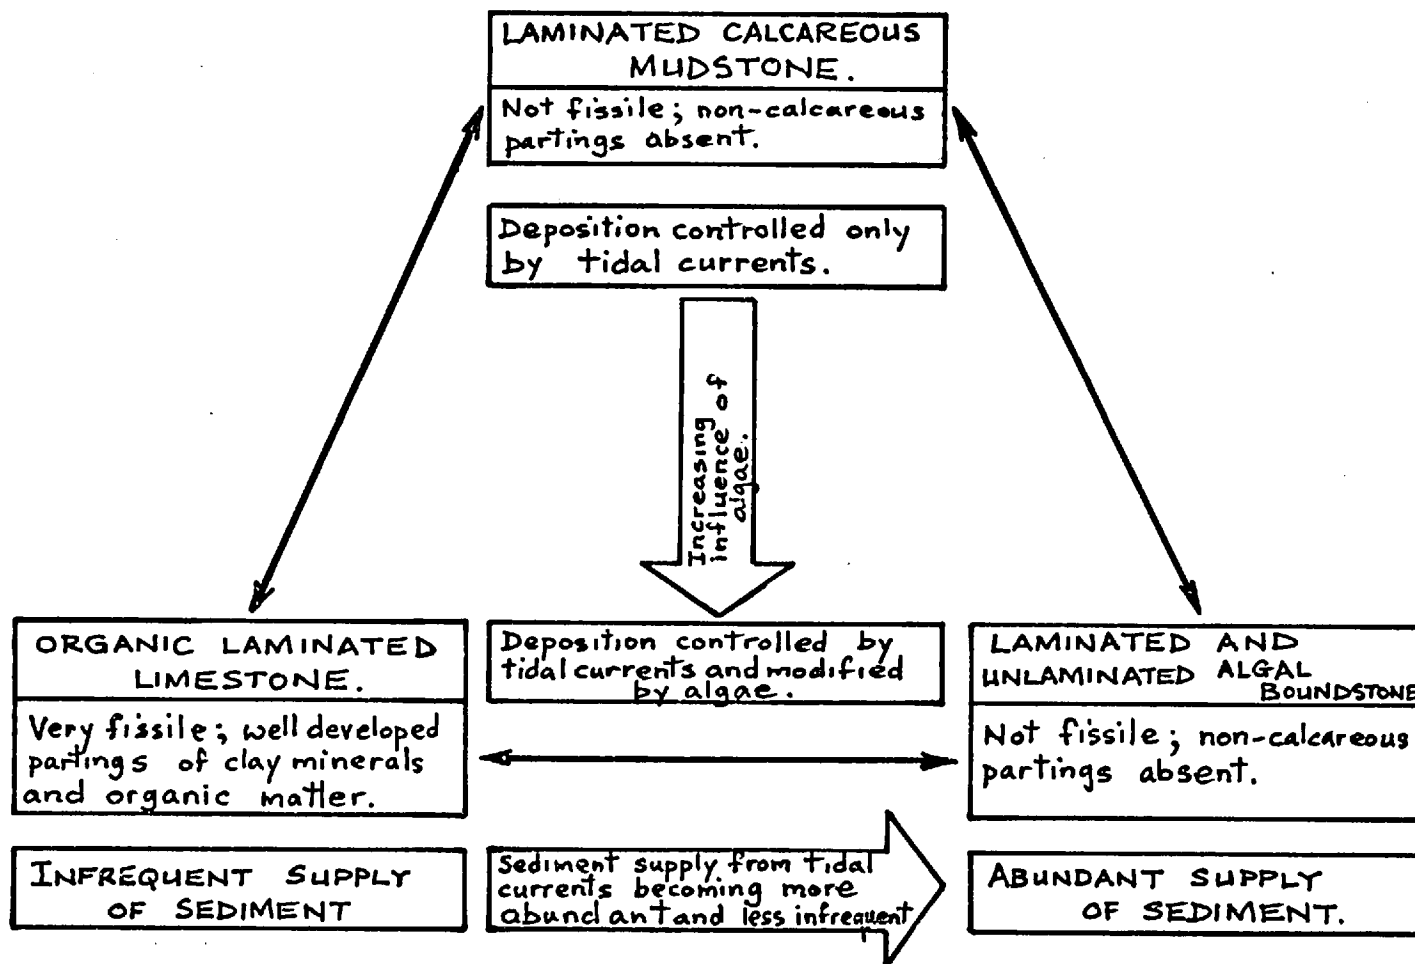 LAMINATED CALCAREOUS
MUDSTONE.
Not fissile; non-calcareous
partings absent.
Deposition controlled only
by tidal currents.
Increasing
influence of
algae.
ORGANIC LAMINATED
LIMESTONE.
Very fissile; well developed
partings of clay minerals
and organic matter.
Deposition controlled by
tidal currents and modified
by algae.
LAMINATED AND
UNLAMINATED ALGAL
BOUNDSTONE
Not fissile; non-calcareous
partings absent.
INFREQUENT SUPPLY
OF SEDIMENT
Sediment supply from tidal
currents becoming more
abundant and less infrequent
ABUNDANT SUPPLY
OF SEDIMENT.